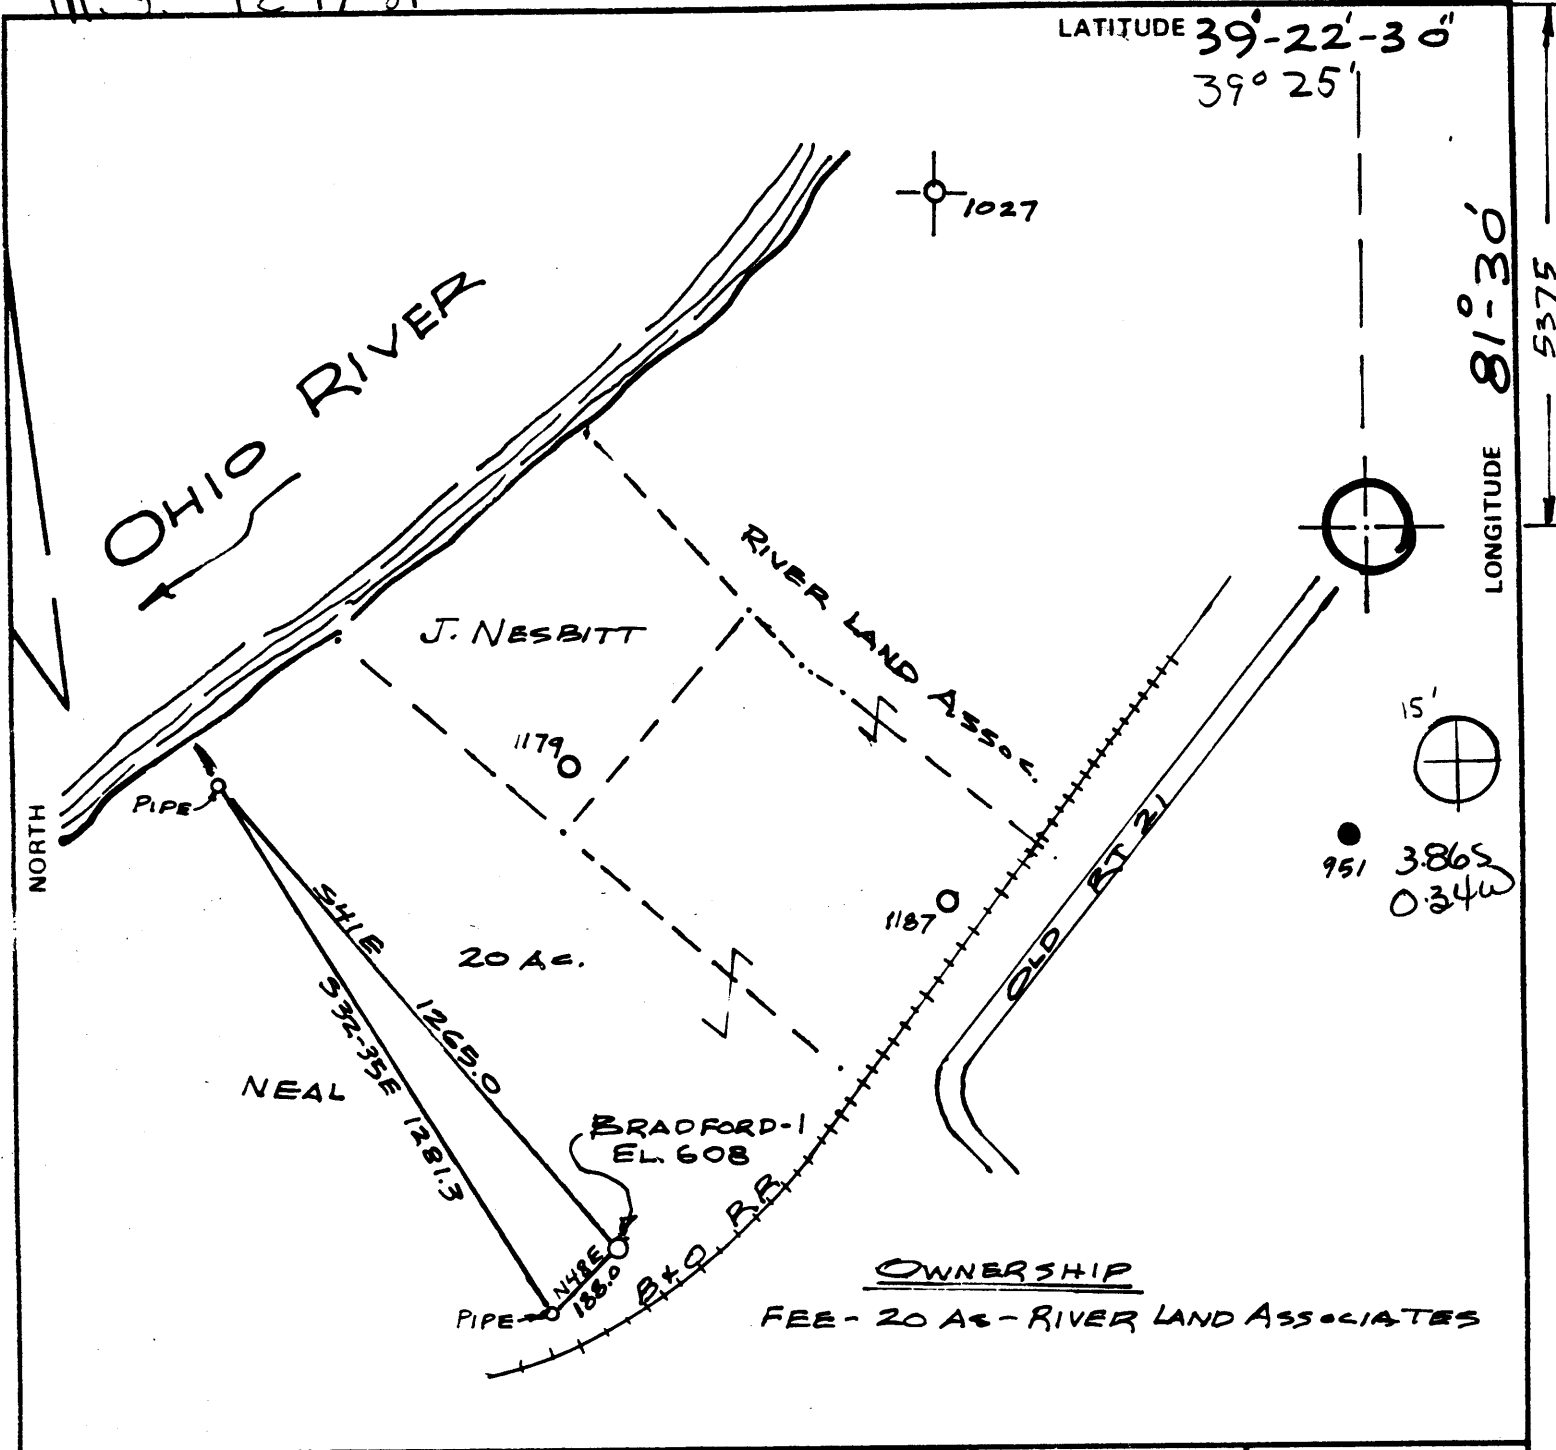 LATITUDE 39°-22'-30"
39° 25'
1027
81°-30'
5375
LONGITUDE
OHIO RIVER
RIVER LAND ASSOC.
J. NESBITT
1179
15'
PIPE
NORTH
951
3.86S
0.34W
1187
OLD RT 21
S41E 1265.0
20 AC.
S32-35E 1281.3
NEAL
BRADFORD-1
EL. 608
N48E
188.0
PIPE
B&O R.R.
OWNERSHIP
FEE - 20 AC - RIVER LAND ASSOCIATES